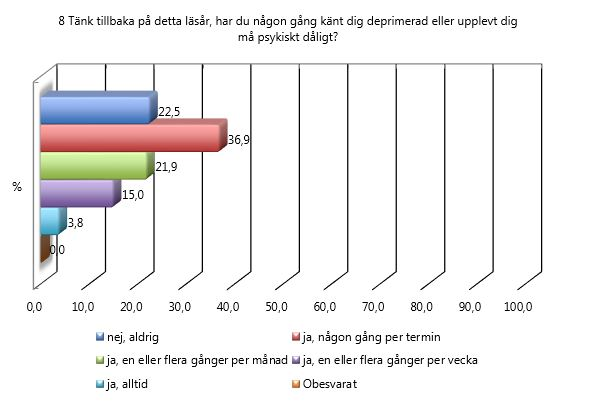 8 Tänk tillbaka på detta läsår, har du någon gång känt dig deprimerad eller upplevt dig
må psykiskt dåligt?
22,5
36,9
21,9
15,0
3,8
0,0
%
0,0 10,0 20,0 30,0 40,0 50,0 60,0 70,0 80,0 90,0 100,0
nej, aldrig ja, någon gång per termin
ja, en eller flera gånger per månad ja, en eller flera gånger per vecka
ja, alltid Obesvarat